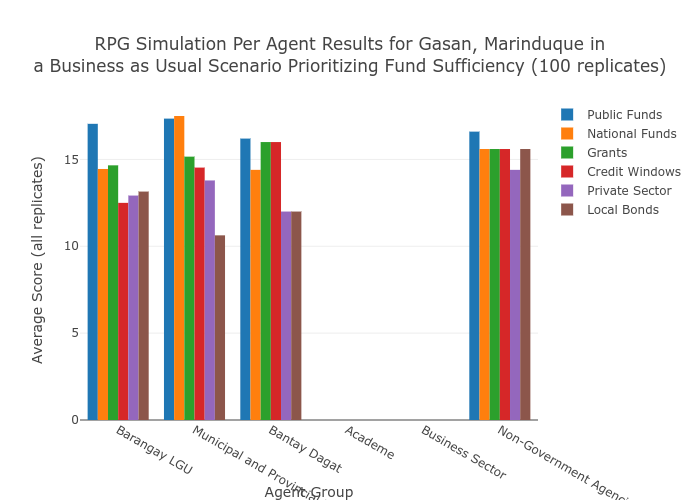 RPG Simulation Per Agent Results for Gasan, Marinduque in
a Business as Usual Scenario Prioritizing Fund Sufficiency (100 replicates)
Public Funds
National Funds
Grants
Credit Windows
Private Sector
Local Bonds
Average Score (all replicates)
15
10
5
0
Barangay LGU
Municipal and
Bantay Dagat
Academe
Business Sector
Non-Government
Agent Group